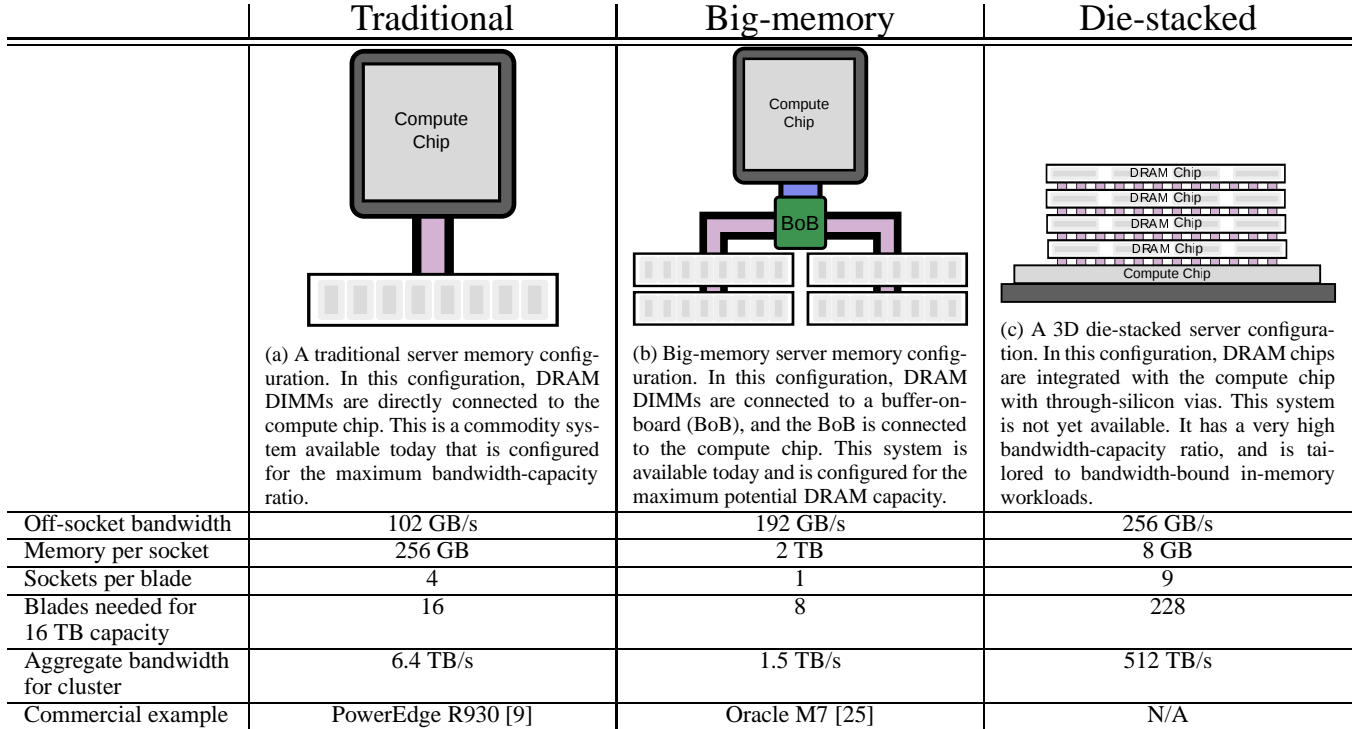 Traditional Big-memory Die-stacked
Compute
Chip
Compute
Chip
BoB
DRAM Chip
DRAM Chip
DRAM Chip
DRAM Chip
Compute Chip
(a) A traditional server memory config-
uration. In this configuration, DRAM
DIMMs are directly connected to the
compute chip. This is a commodity sys-
tem available today that is configured
for the maximum bandwidth-capacity
ratio.
(b) Big-memory server memory config-
uration. In this configuration, DRAM
DIMMs are connected to a buffer-on-
board (BoB), and the BoB is connected
to the compute chip. This system is
available today and is configured for the
maximum potential DRAM capacity.
(c) A 3D die-stacked server configura-
tion. In this configuration, DRAM chips
are integrated with the compute chip
with through-silicon vias. This system
is not yet available. It has a very high
bandwidth-capacity ratio, and is tai-
lored to bandwidth-bound in-memory
workloads.
Off-socket bandwidth 102 GB/s 192 GB/s 256 GB/s
Memory per socket 256 GB 2 TB 8 GB
Sockets per blade 4 1 9
Blades needed for 16 8 228
16 TB capacity
Aggregate bandwidth 6.4 TB/s 1.5 TB/s 512 TB/s
for cluster
Commercial example PowerEdge R930 [9] Oracle M7 [25] N/A